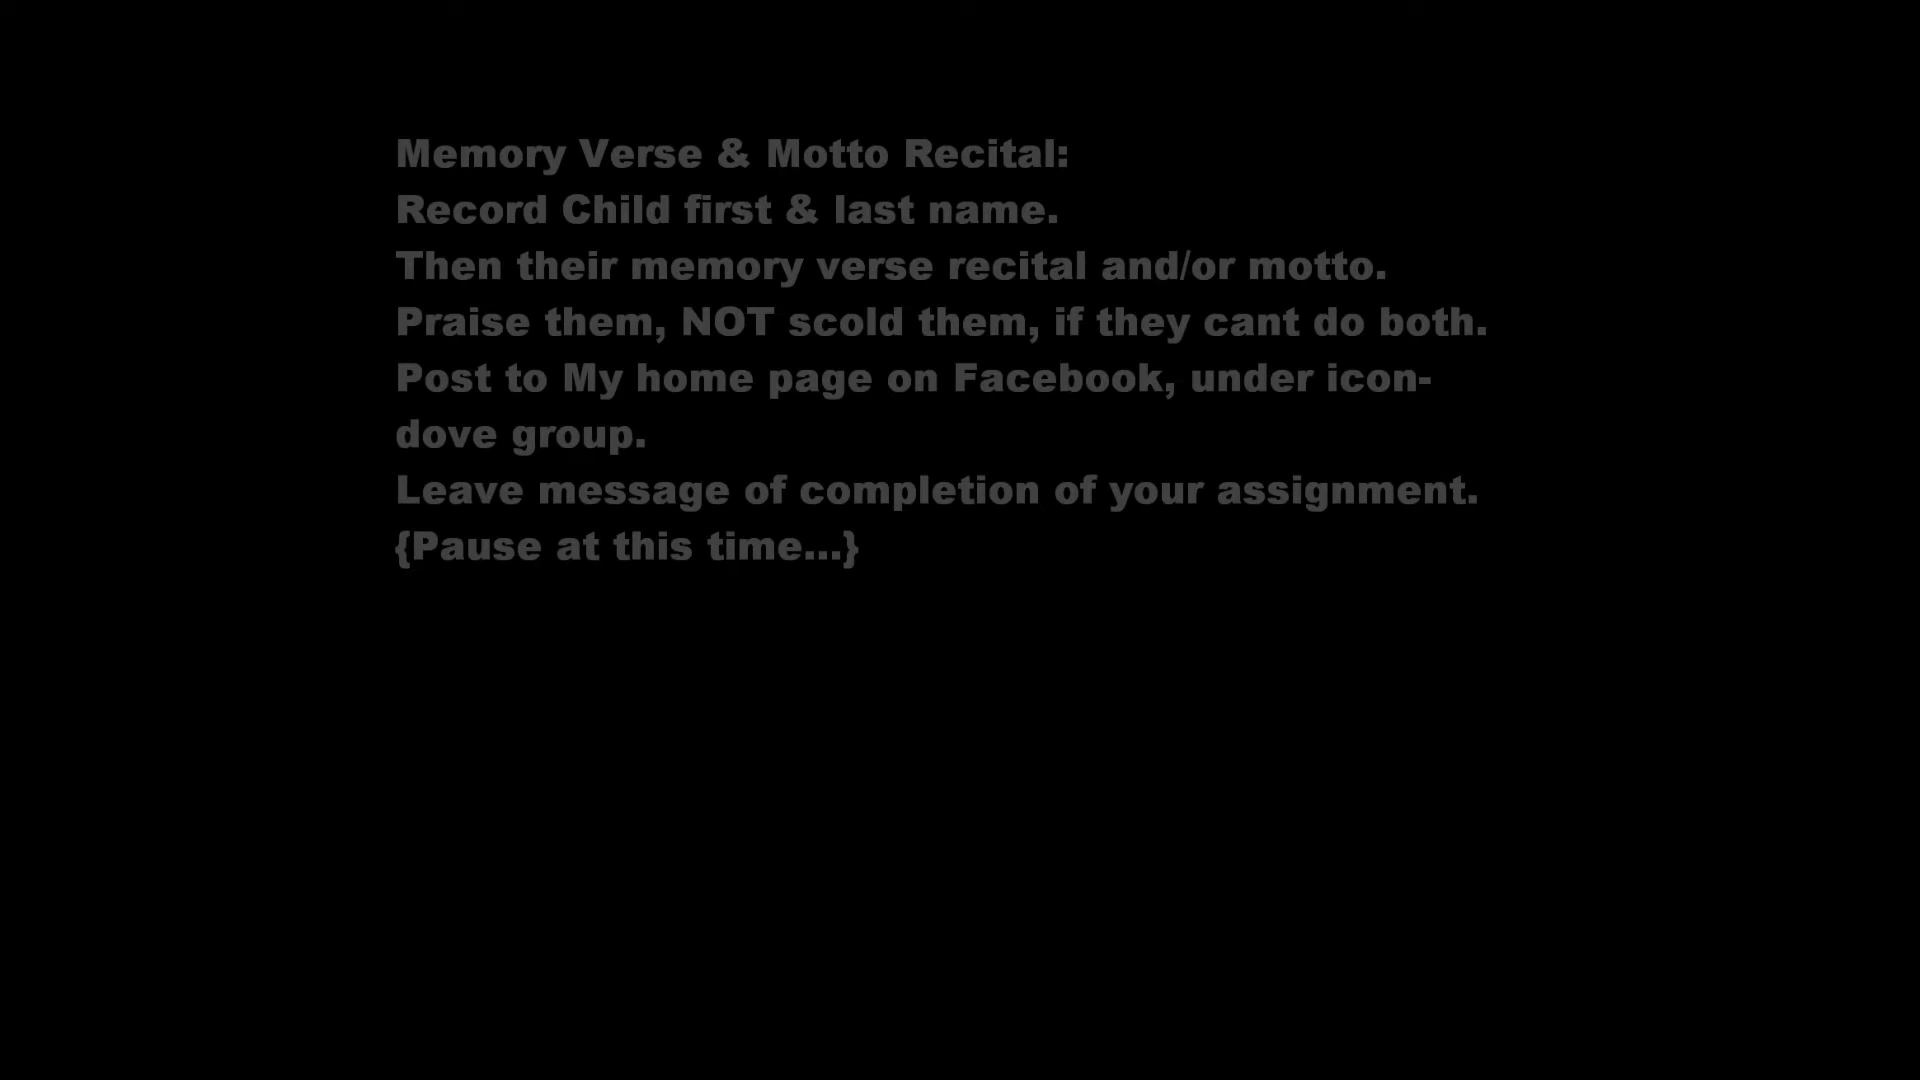 Memory Verse & Motto Recital:
Record Child first & last name.
Then their memory verse recital and/or motto.
Praise them, NOT scold them, if they cant do both.
Post to My home page on Facebook, under icon-
dove group.
Leave message of completion of your assignment.
{Pause at this time...}